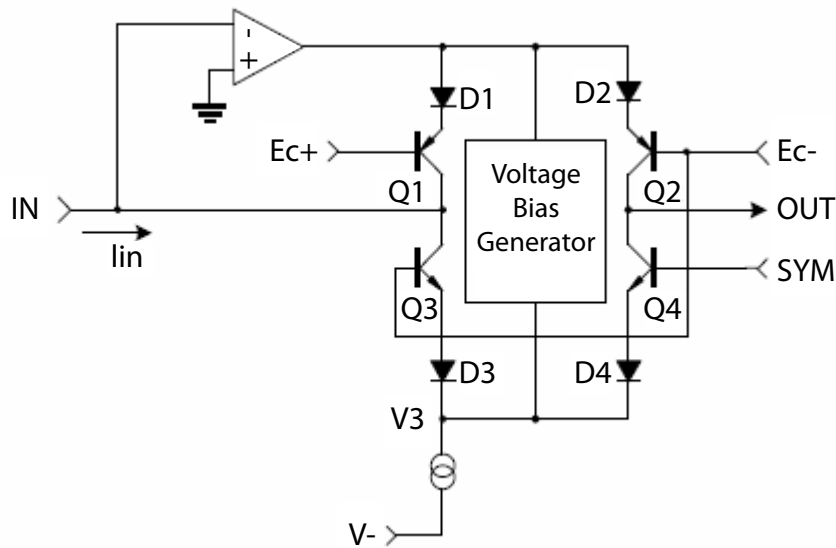 -
+
D1
D2
Ec+
Ec-
Q1
Voltage
Bias
Generator
Q2
IN
OUT
Iin
SYM
Q3
Q4
D3
D4
V3
V-